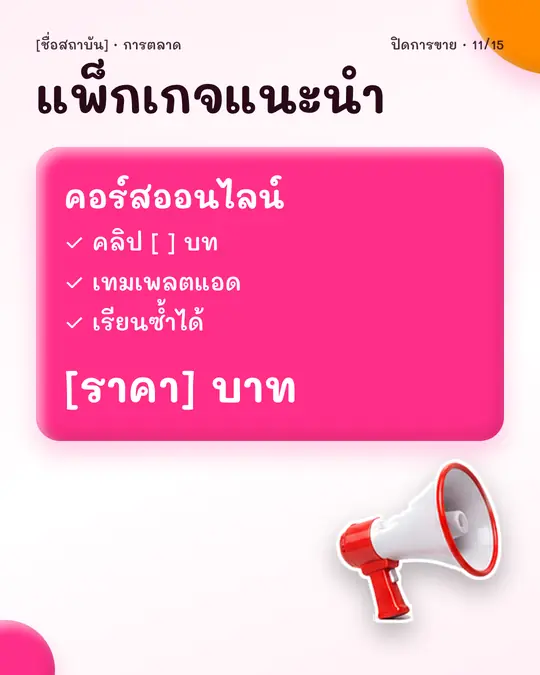 [ชื่อสถาบัน] · การตลาด
ปิดการขาย · 11/15
แพ็กเกจแนะนำ
คอร์สออนไลน์
✓ คลิป [ ] บท
✓ เทมเพลตแอด
✓ เรียนซ้ำได้
[ราคา] บาท